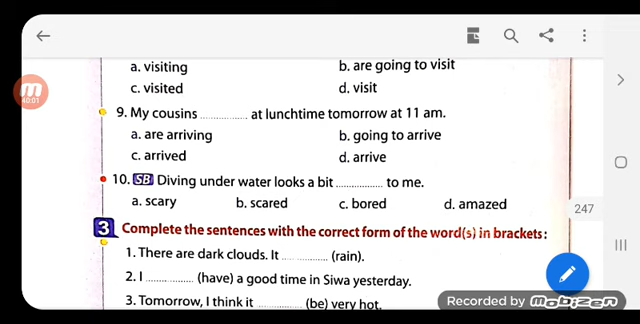 a. visiting b. are going to visit
c. visited d. visit
9. My cousins ................ at lunchtime tomorrow at 11 am.
a. are arriving b. going to arrive
c. arrived d. arrive
10. SB Diving under water looks a bit ................ to me.
a. scary b. scared c. bored d. amazed
247
3 Complete the sentences with the correct form of the word(s) in brackets:
1. There are dark clouds. It ................ (rain).
2. I ................ (have) a good time in Siwa yesterday.
3. Tomorrow, I think it ................ (be) very hot.
40:01
Recorded by Mobizen